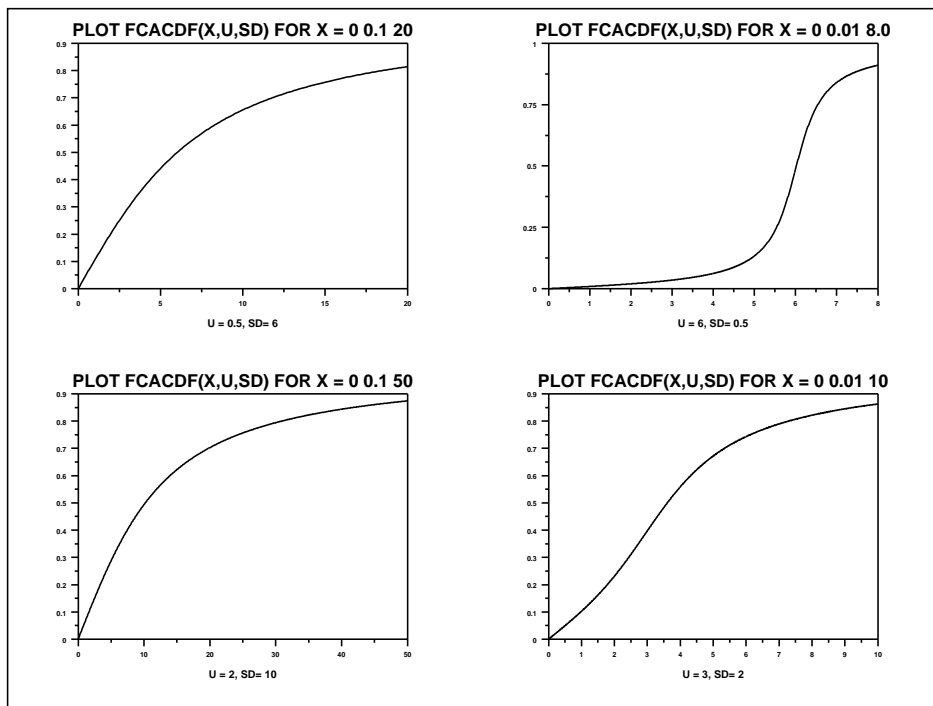 PLOT FCACDF(X,U,SD) FOR X = 0 0.1 20
0.9
0.8
0.7
0.6
0.5
0.4
0.3
0.2
0.1
0
0 5 10 15 20
U = 0.5, SD= 6
PLOT FCACDF(X,U,SD) FOR X = 0 0.01 8.0
1
0.75
0.5
0.25
0
0 1 2 3 4 5 6 7 8
U = 6, SD= 0.5
PLOT FCACDF(X,U,SD) FOR X = 0 0.1 50
0.9
0.8
0.7
0.6
0.5
0.4
0.3
0.2
0.1
0
0 10 20 30 40 50
U = 2, SD= 10
PLOT FCACDF(X,U,SD) FOR X = 0 0.01 10
0.9
0.8
0.7
0.6
0.5
0.4
0.3
0.2
0.1
0
0 1 2 3 4 5 6 7 8 9 10
U = 3, SD= 2